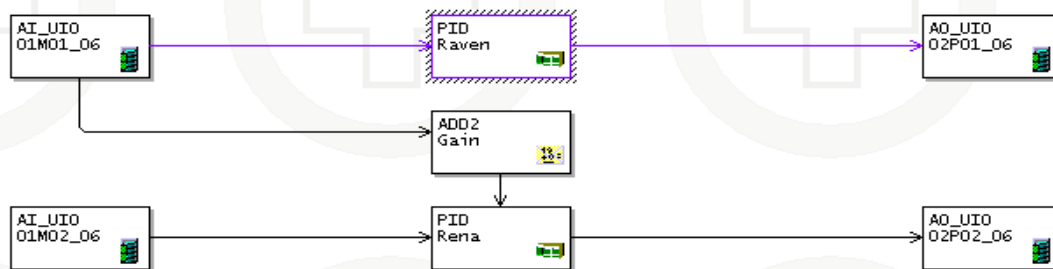 AI_UIO
01M01_06
PID
Raven
AO_UIO
02P01_06
ADD2
Gain
AI_UIO
01M02_06
PID
Rena
AO_UIO
02P02_06